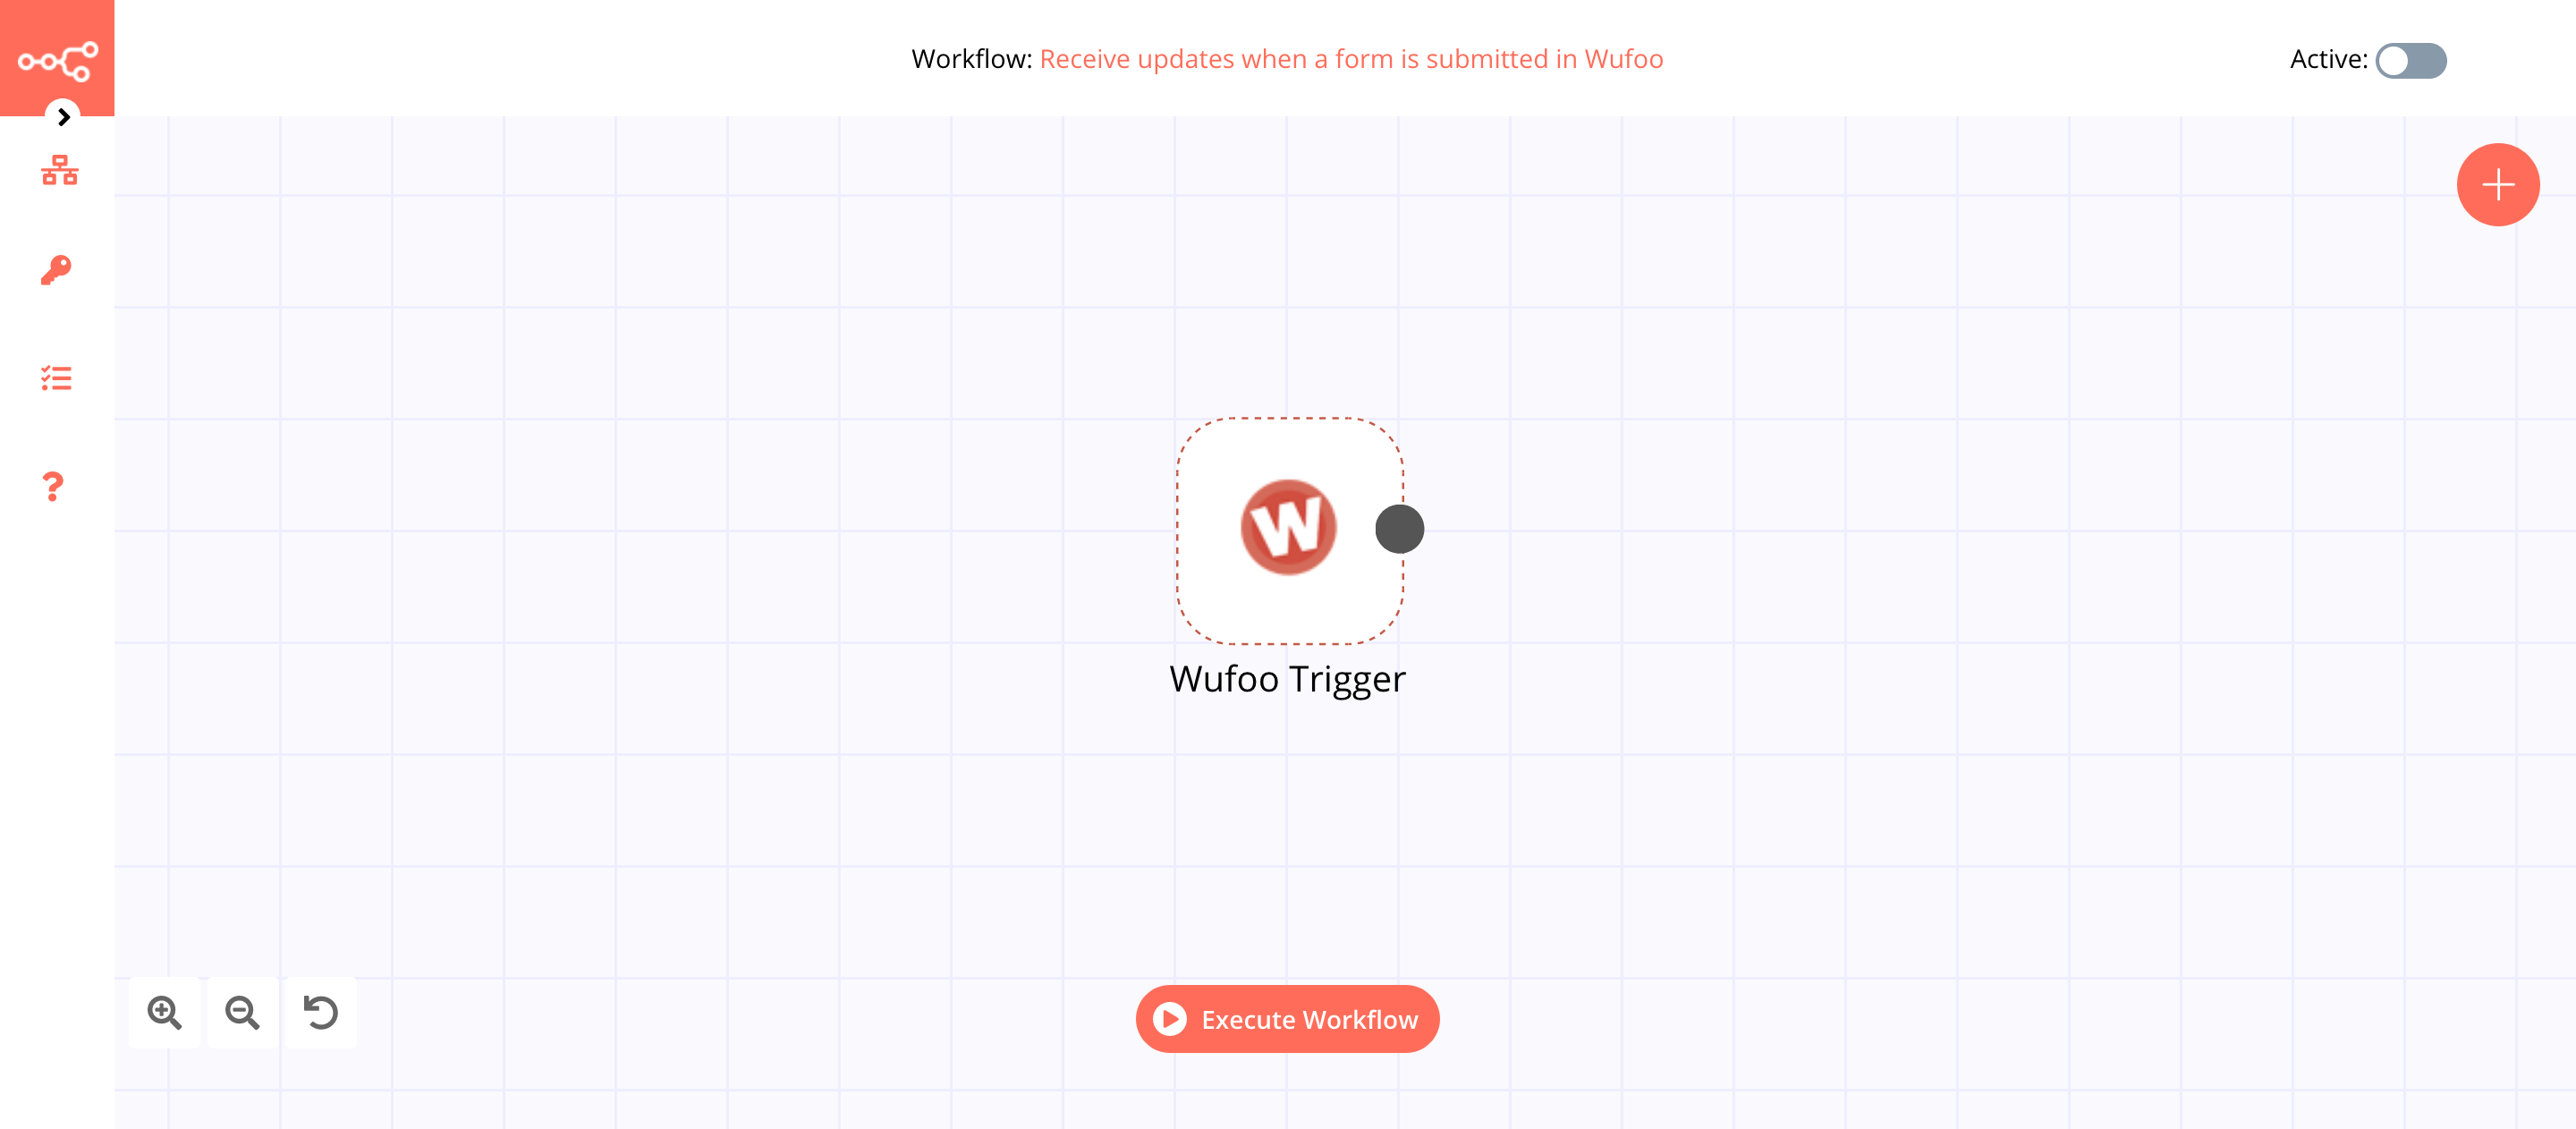 Workflow: Receive updates when a form is submitted in Wufoo
Active:
W
Wufoo Trigger
Execute Workflow